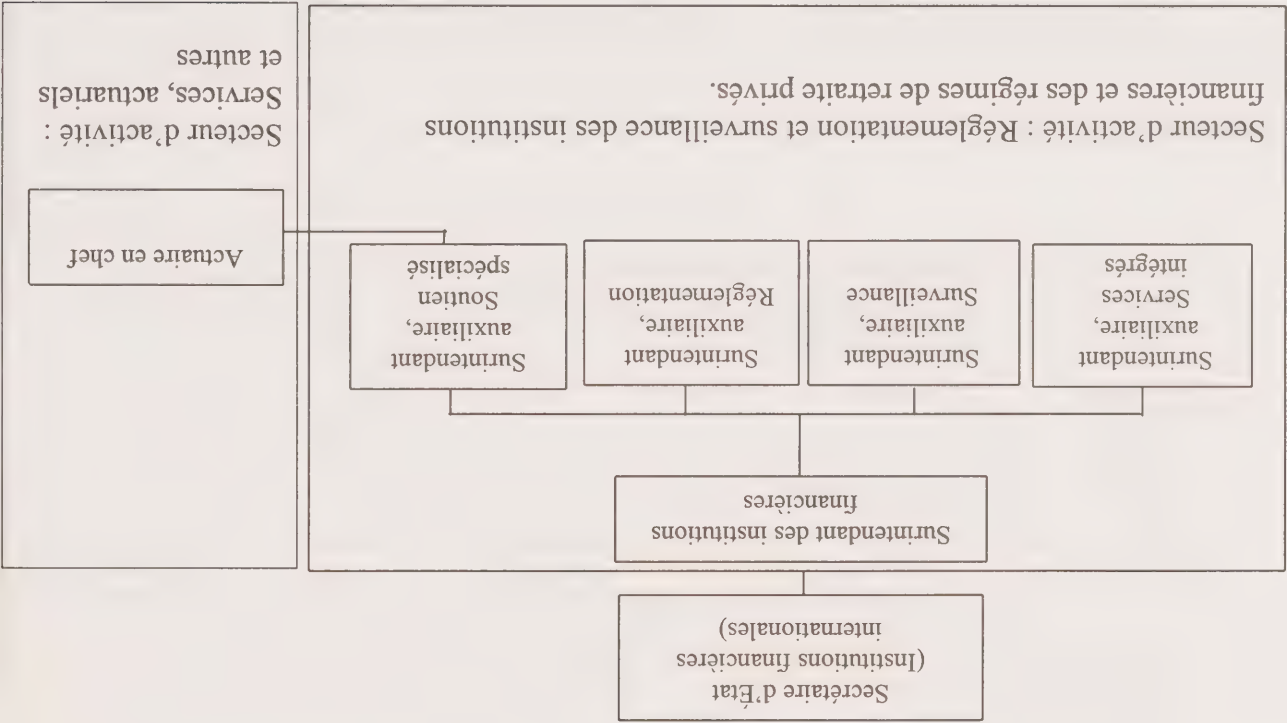 Secrétaire d'État
(Institutions financières
internationales)
Surintendant des institutions
financières
Surintendant
auxiliaire,
Services
intégrés
Surintendant
auxiliaire,
Surveillance
Surintendant
auxiliaire,
Réglementation
Surintendant
auxiliaire,
Soutien
spécialisé
Actuaire en chef
Secteur d'activité : Réglementation et surveillance des institutions
financières et des régimes de retraite privés.
Secteur d'activité :
Services, actuariels
et autres